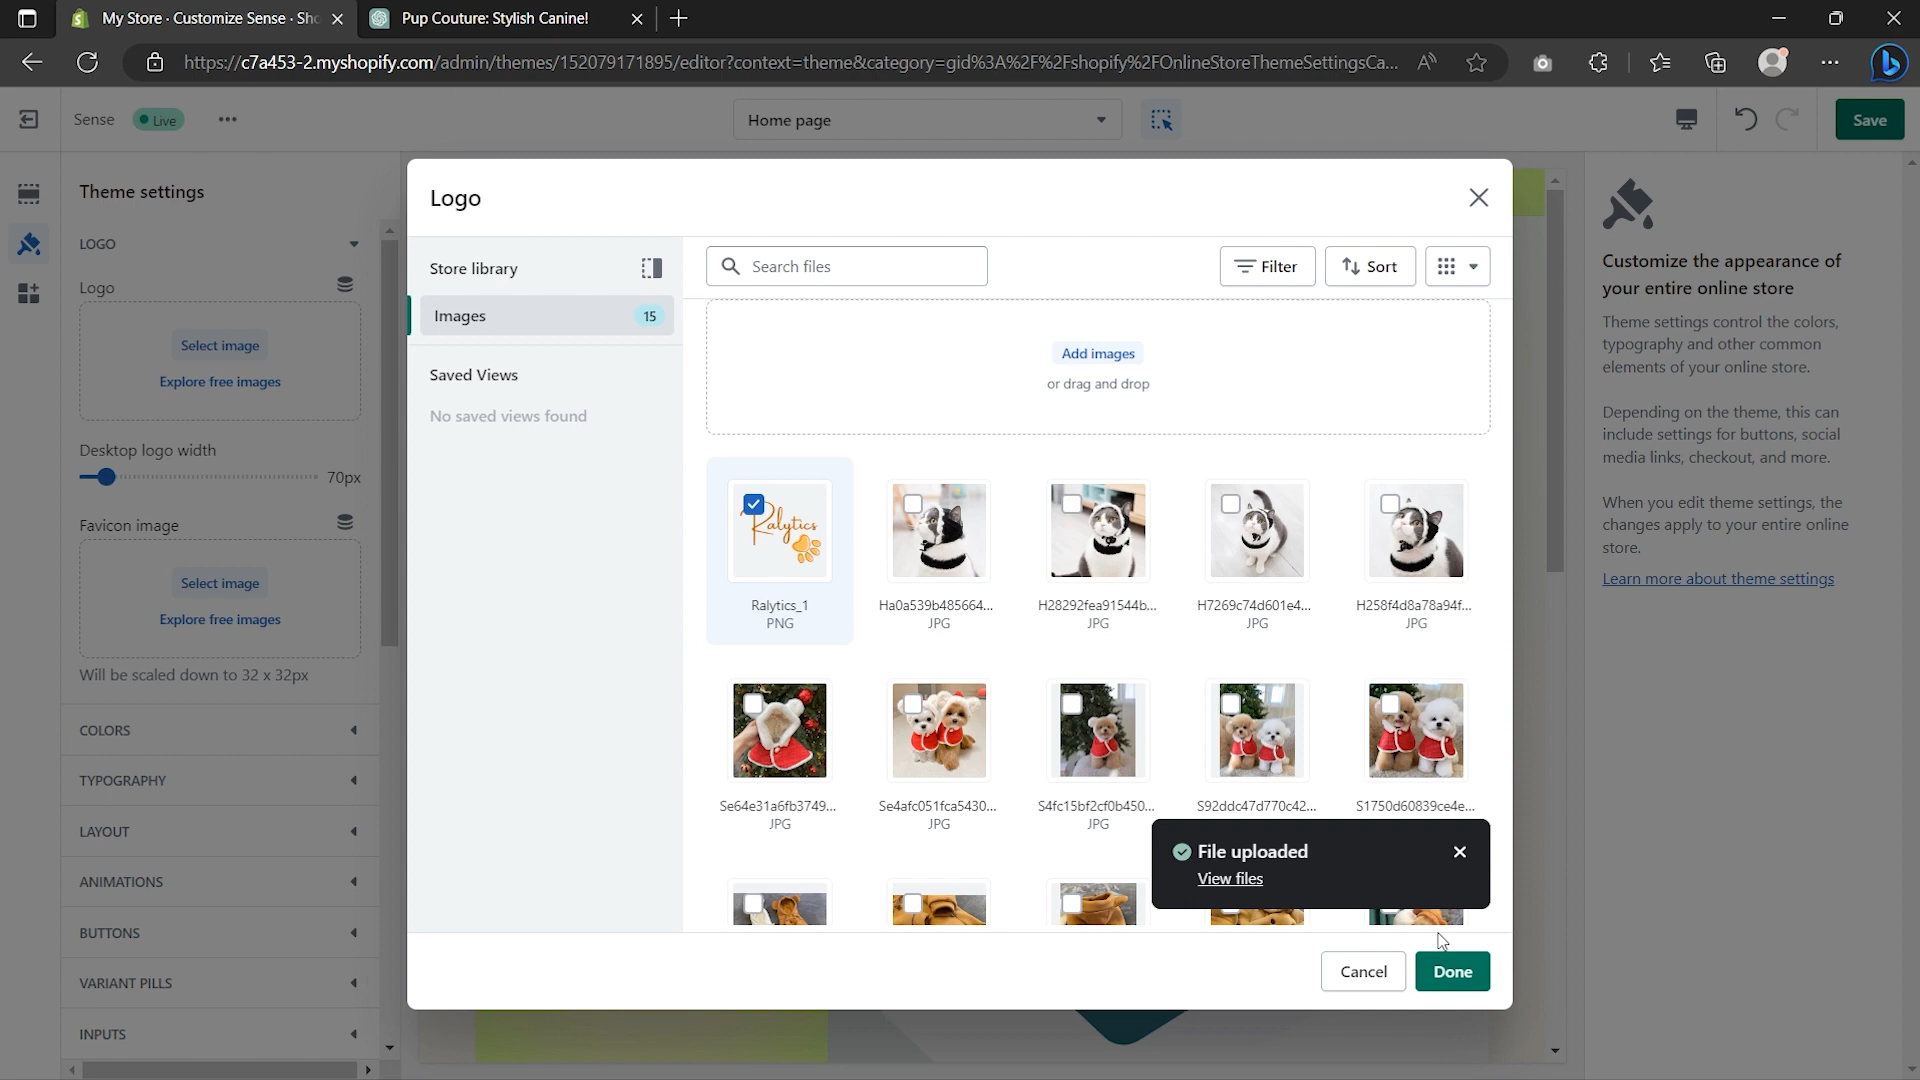 My Store · Customize Sense · Sho
Pup Couture: Stylish Canine!
https://c7a453-2.myshopify.com/admin/themes/152079171895/editor?context=theme&category=gid%3A%2F%2Fshopify%2FOnlineStoreThemeSettingsCa...
Sense
Live
Home page
Save
Theme settings
LOGO
Logo
Select image
Explore free images
Desktop logo width
70px
Favicon image
Select image
Explore free images
Will be scaled down to 32 x 32px
COLORS
TYPOGRAPHY
LAYOUT
ANIMATIONS
BUTTONS
VARIANT PILLS
INPUTS
Logo
Store library
Images
15
Saved Views
No saved views found
Search files
Filter
Sort
Add images
or drag and drop
Ralytics
Ralytics_1
PNG
Ha0a539b485664...
JPG
H28292fea91544b...
JPG
H7269c74d601e4...
JPG
H258f4d8a78a94f...
JPG
Se64e31a6fb3749...
JPG
Se4afc051fca5430...
JPG
S4fc15bf2cf0b450...
JPG
S92ddc47d770c42...
S1750d60839ce4e...
File uploaded
View files
Cancel
Done
Customize the appearance of
your entire online store
Theme settings control the colors,
typography and other common
elements of your online store.
Depending on the theme, this can
include settings for buttons, social
media links, checkout, and more.
When you edit theme settings, the
changes apply to your entire online
store.
Learn more about theme settings